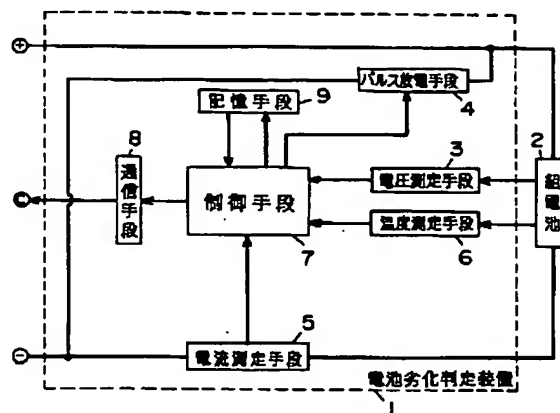 ⊕
パルス放電手段
4
記憶手段
9
8
通信手段
3
電圧測定手段
2
組電池
C
制御手段
7
温度測定手段
6
⊖
電流測定手段
5
電池劣化判定装置
1